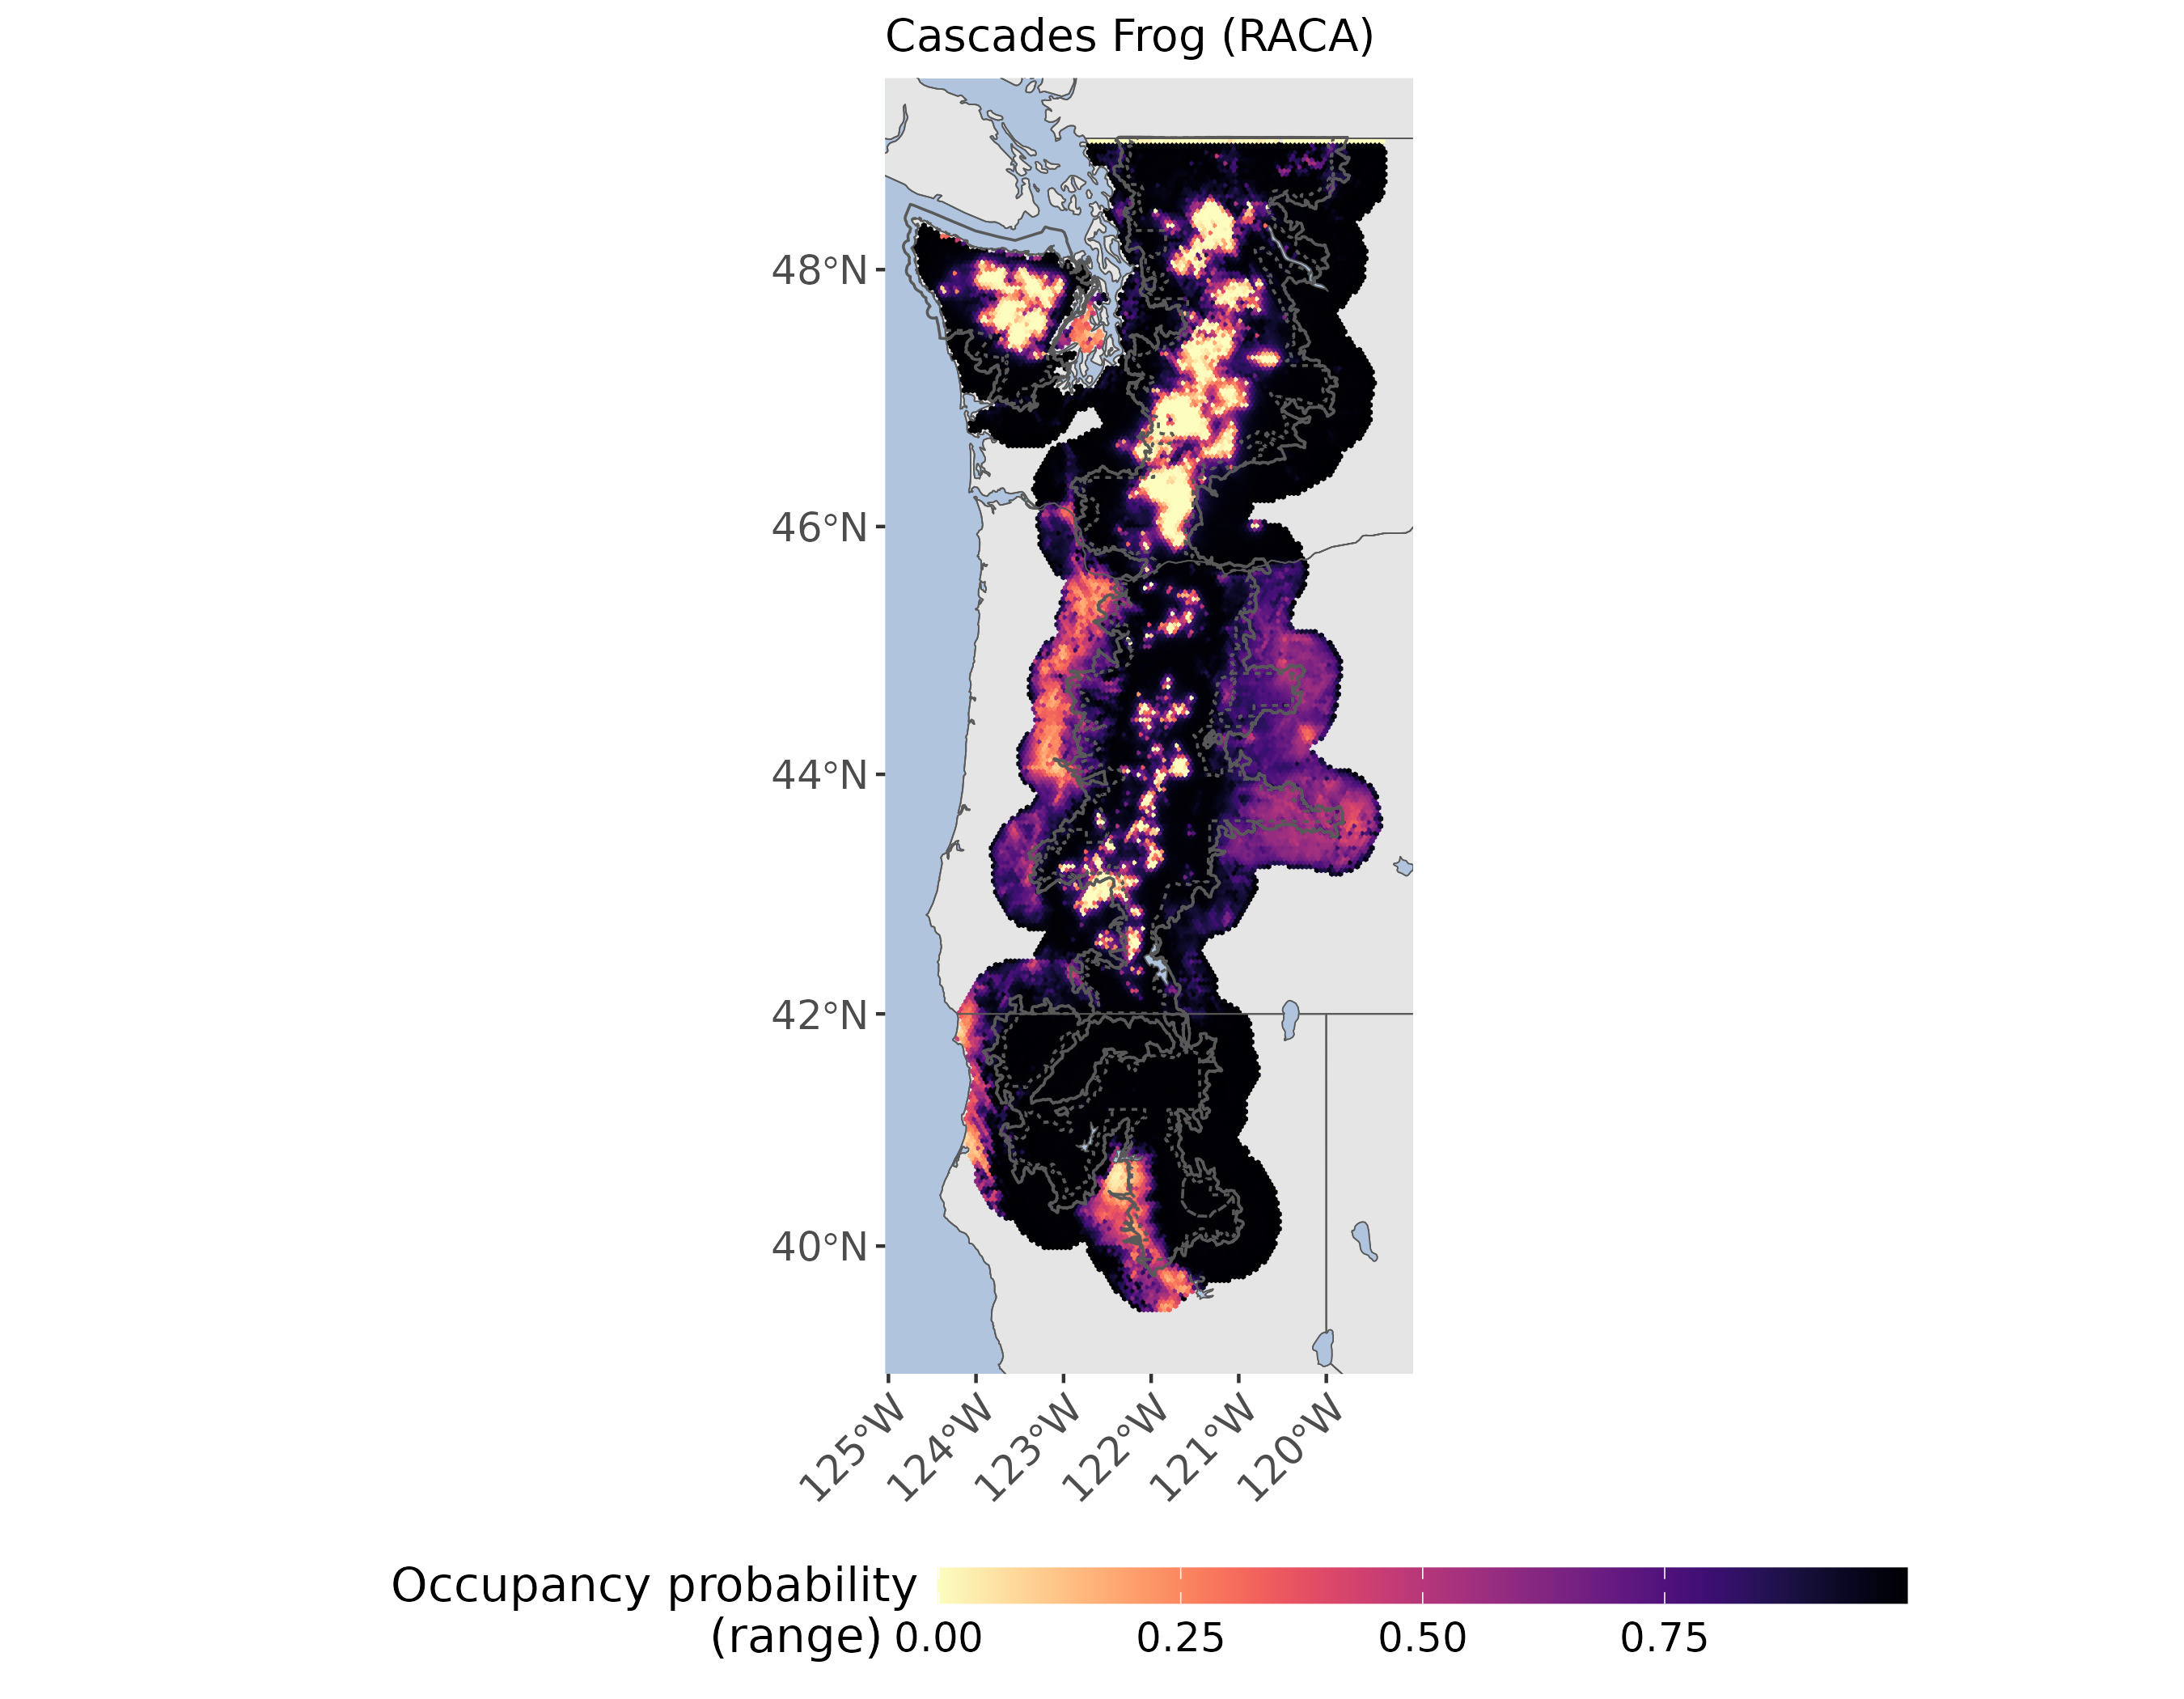 Cascades Frog (RACA)
48°N
46°N
44°N
42°N
40°N
125°W 124°W 123°W 122°W 121°W 120°W
Occupancy probability
(range) 0.00 0.25 0.50 0.75